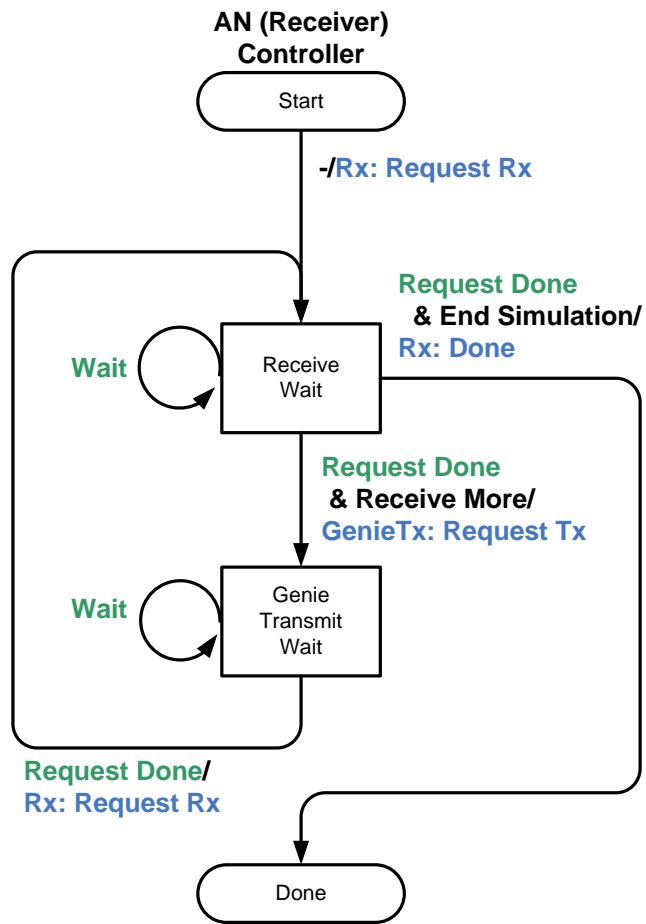 AN (Receiver)
Controller
Start
-/Rx: Request Rx
Request Done
& End Simulation/
Rx: Done
Wait
Receive
Wait
Request Done
& Receive More/
GenieTx: Request Tx
Wait
Genie
Transmit
Wait
Request Done/
Rx: Request Rx
Done